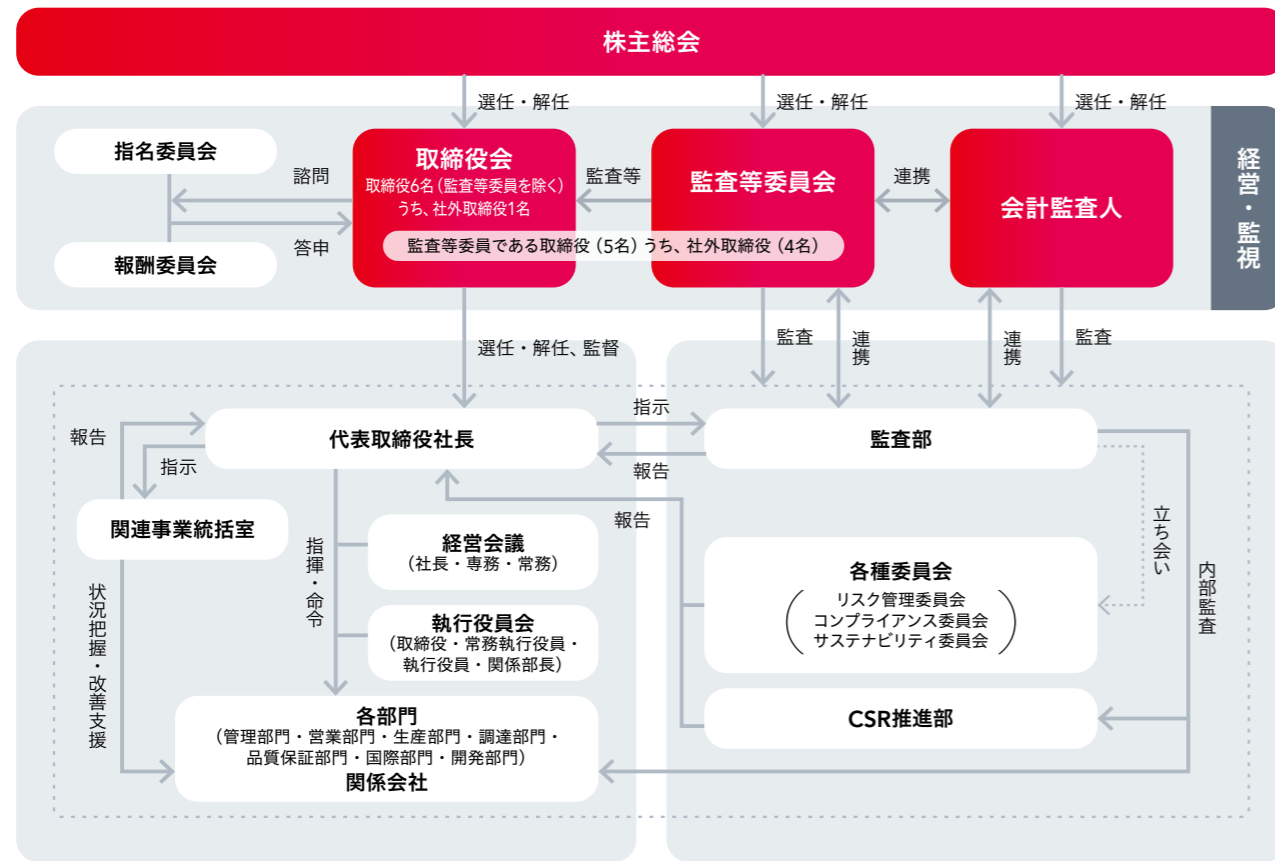 株主総会
選任・解任
選任・解任
選任・解任
指名委員会
報酬委員会
諮問
答申
取締役会
取締役6名（監査等委員を除く）
うち、社外取締役1名
監査等
監査等委員会
監査等委員である取締役（5名）うち、社外取締役（4名）
連携
会計監査人
経営・監視
選任・解任、監督
監査
連携
連携
監査
報告
指示
代表取締役社長
指示
報告
監査部
関連事業統括室
指揮・命令
経営会議
（社長・専務・常務）
報告
執行役員会
（取締役・常務執行役員・
執行役員・関係部長）
状況把握・改善支援
各部門
（管理部門・営業部門・生産部門・調達部門・
品質保証部門・国際部門・開発部門）
関係会社
各種委員会
（リスク管理委員会
コンプライアンス委員会
サステナビリティ委員会）
立ち会い
内部監査
CSR推進部